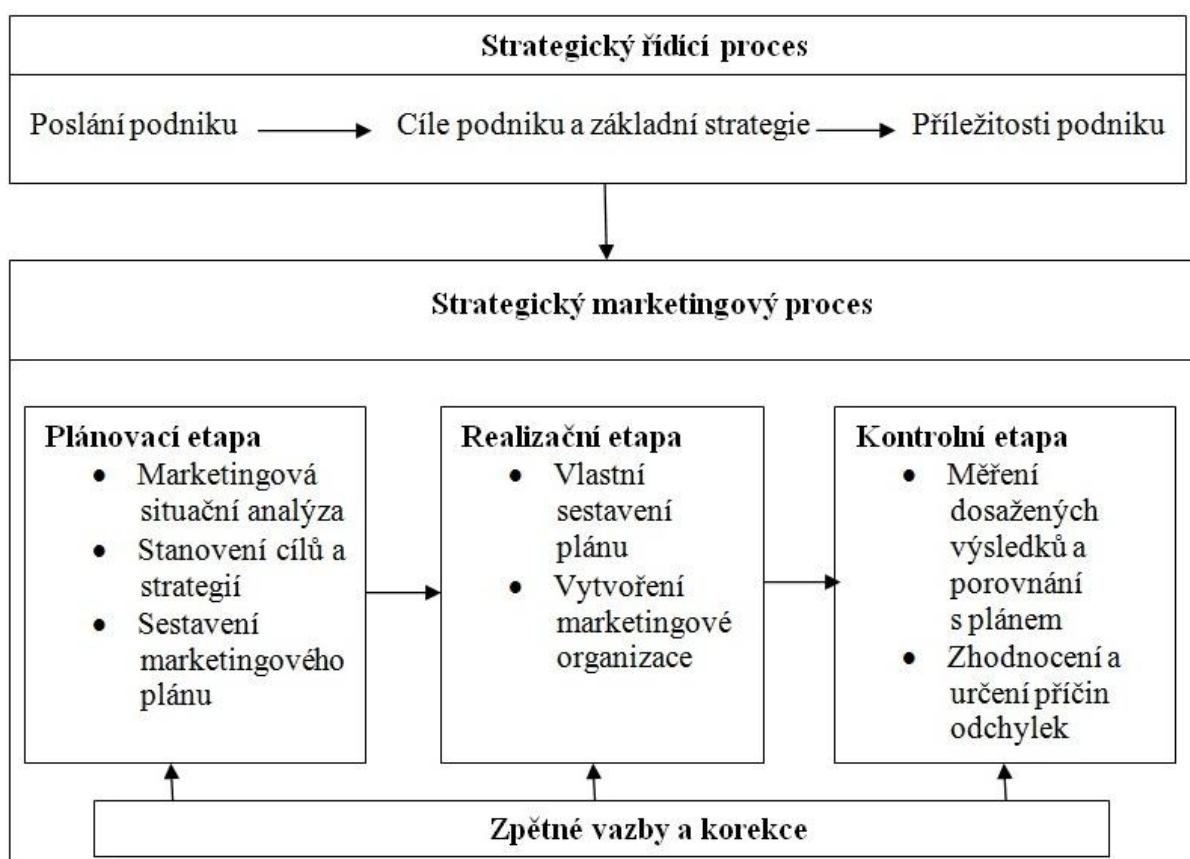 Strategický řídící proces
Poslání podniku Cíle podniku a základní strategie Příležitosti podniku
Strategický marketingový proces
Plánovací etapa
• Marketingová
situační analýza
• Stanovení cílů a
strategií
• Sestavení
marketingového
plánu
Realizační etapa
• Vlastní
sestavení
plánu
• Vytvoření
marketingové
organizace
Kontrolní etapa
• Měření
dosažených
výsledků a
porovnání
s plánem
• Zhodnocení a
určení příčin
odchylek
Zpětné vazby a korekce